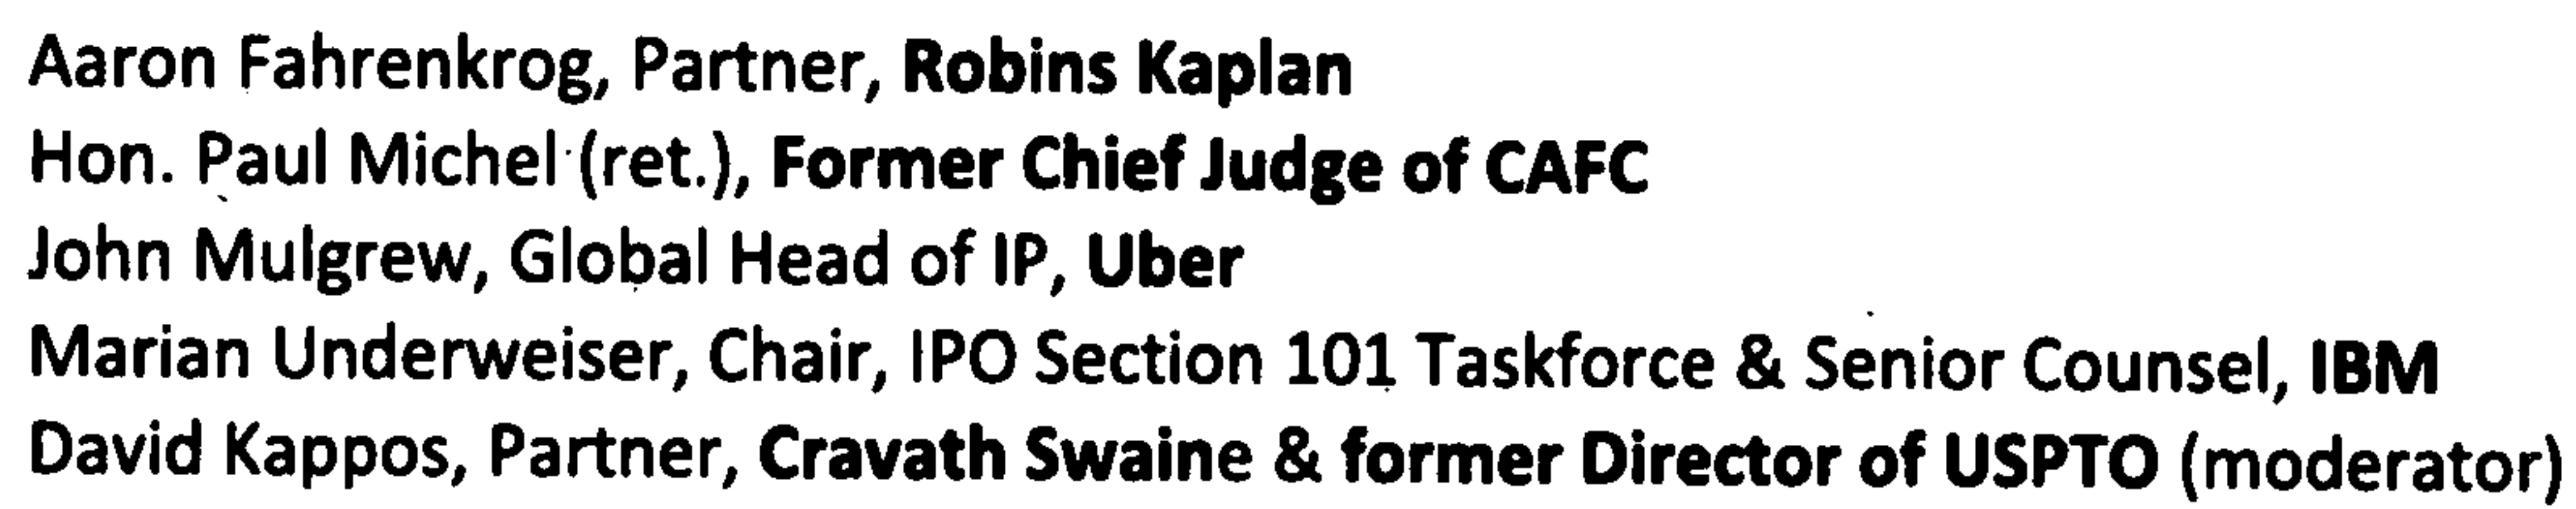 Aaron Fahrenkrog, Partner, Robins Kaplan
Hon. Paul Michel (ret.), Former Chief Judge of CAFC
John Mulgrew, Global Head of IP, Uber
Marian Underweiser, Chair, IPO Section 101 Taskforce & Senior Counsel, IBM
David Kappos, Partner, Cravath Swaine & former Director of USPTO (moderator)